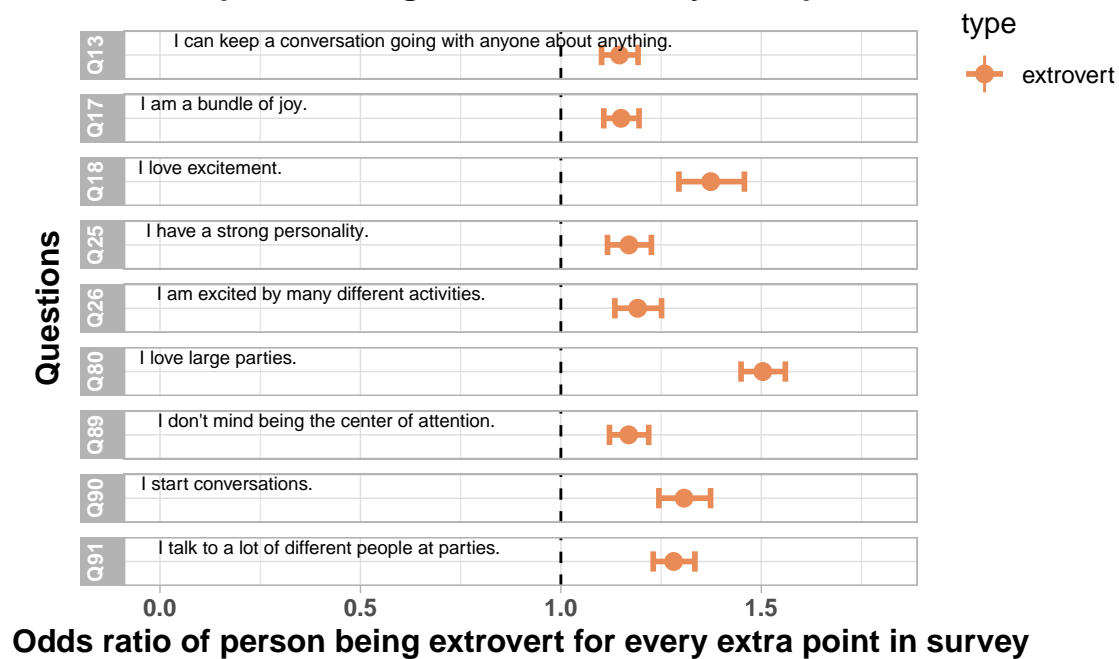 type
extrovert
Questions
Q13
I can keep a conversation going with anyone about anything.
Q17
I am a bundle of joy.
Q18
I love excitement.
Q25
I have a strong personality.
Q26
I am excited by many different activities.
Q80
I love large parties.
Q89
I don't mind being the center of attention.
Q90
I start conversations.
Q91
I talk to a lot of different people at parties.
0.0 0.5 1.0 1.5
Odds ratio of person being extrovert for every extra point in survey